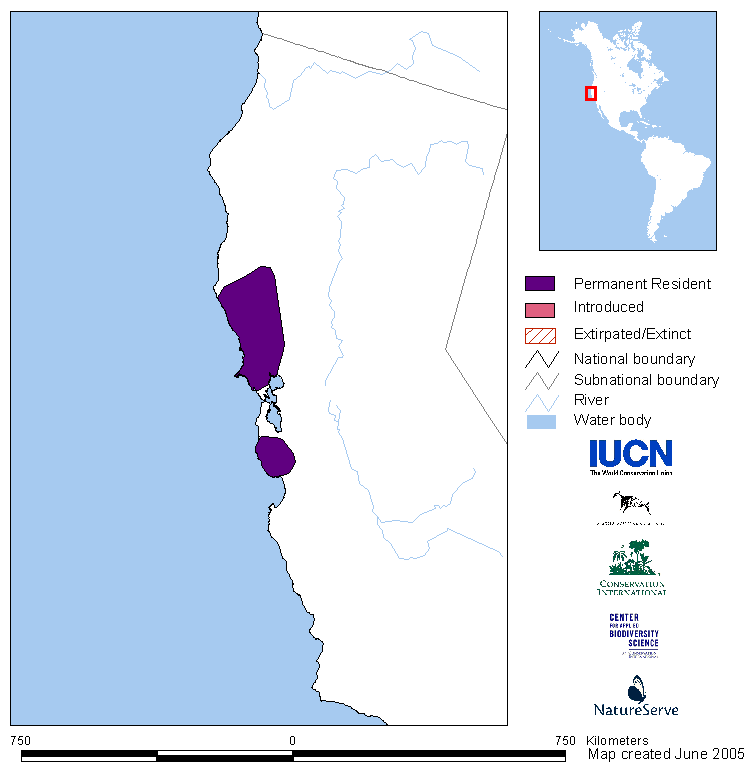 Permanent Resident
Introduced
Extirpated/Extinct
National boundary
Subnational boundary
River
Water body
IUCN
The World Conservation Union
CONSERVATION
INTERNATIONAL
CENTER
FOR APPLIED
BIODIVERSITY
SCIENCE
NatureServe
750 0 750 Kilometers
Map created June 2005